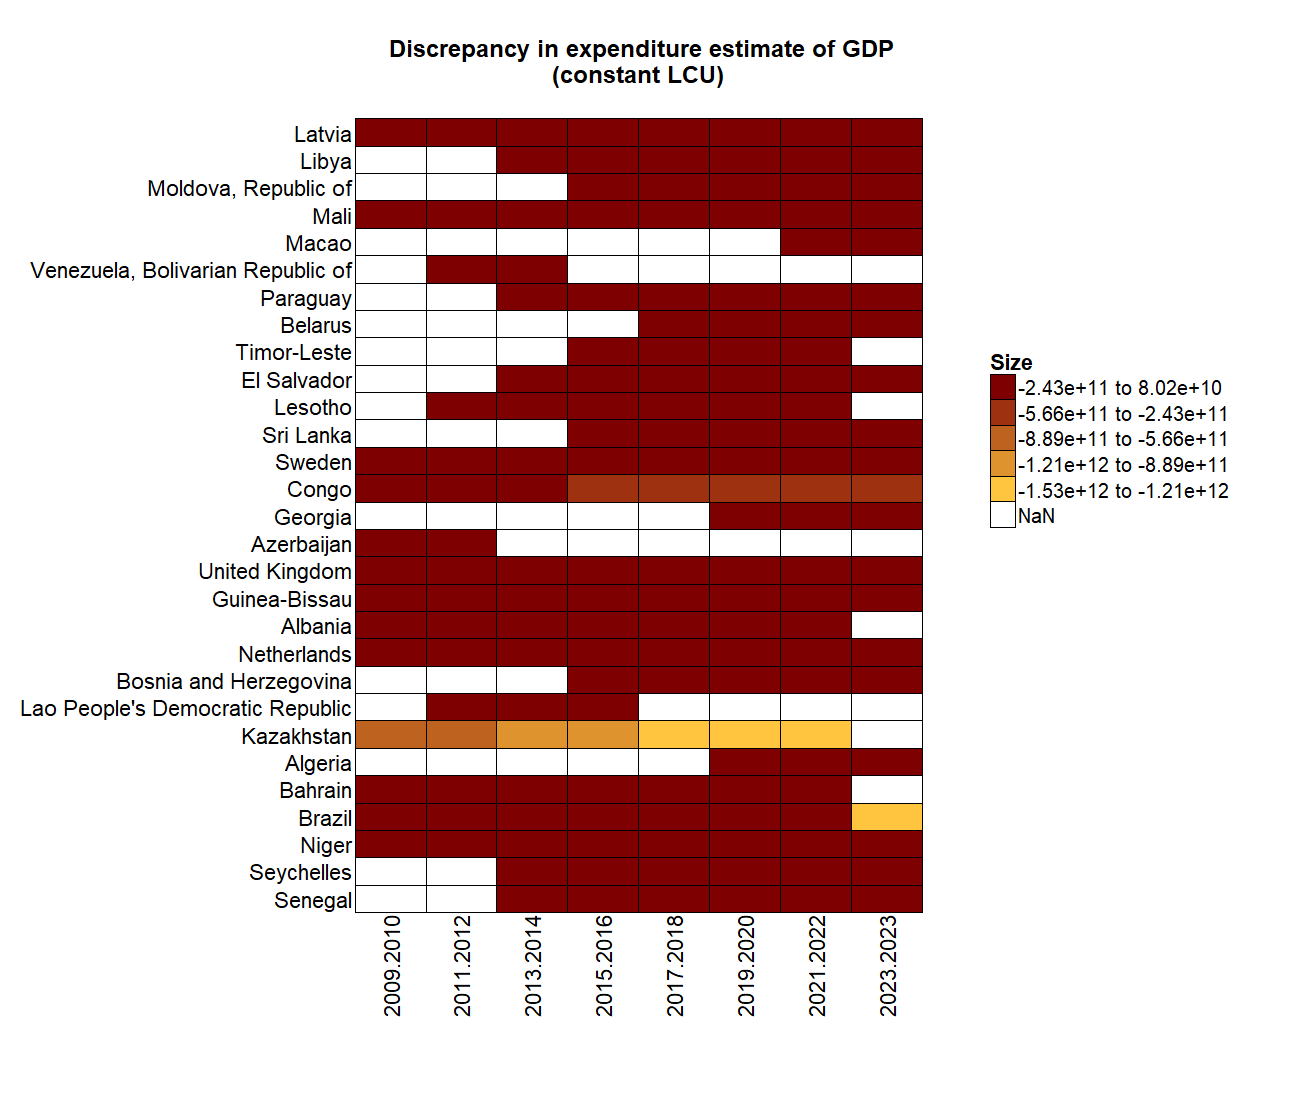 Discrepancy in expenditure estimate of GDP
(constant LCU)
Latvia
Libya
Moldova, Republic of
Mali
Macao
Venezuela, Bolivarian Republic of
Paraguay
Belarus
Timor-Leste
El Salvador
Lesotho
Sri Lanka
Sweden
Congo
Georgia
Azerbaijan
United Kingdom
Guinea-Bissau
Albania
Netherlands
Bosnia and Herzegovina
Lao People's Democratic Republic
Kazakhstan
Algeria
Bahrain
Brazil
Niger
Seychelles
Senegal
2009.2010
2011.2012
2013.2014
2015.2016
2017.2018
2019.2020
2021.2022
2023.2023
Size
-2.43e+11 to 8.02e+10
-5.66e+11 to -2.43e+11
-8.89e+11 to -5.66e+11
-1.21e+12 to -8.89e+11
-1.53e+12 to -1.21e+12
NaN